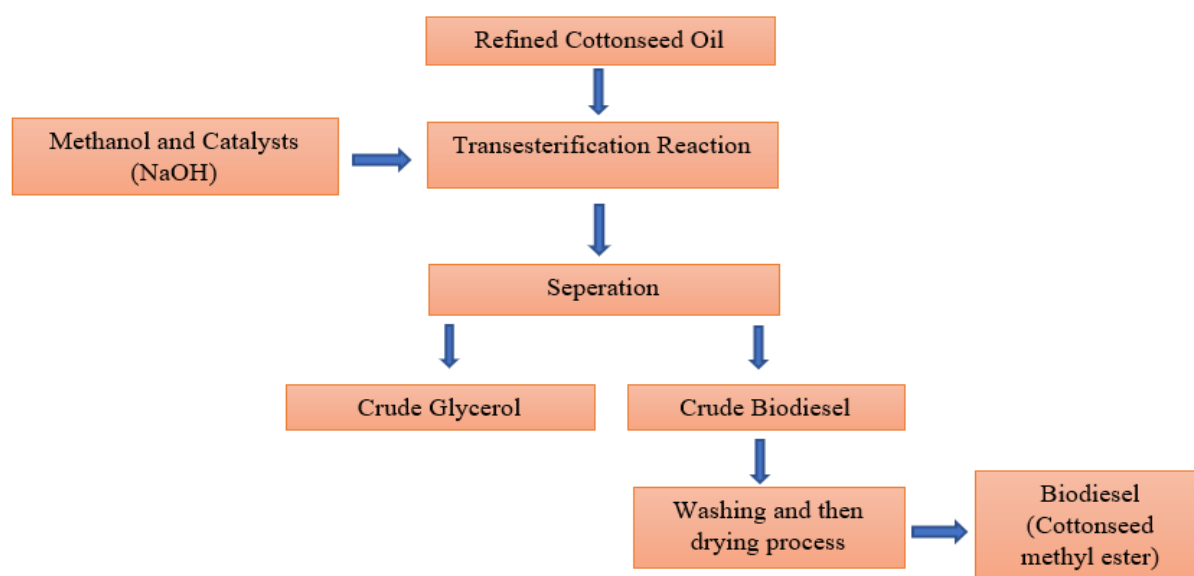 Refined Cottonseed Oil
Methanol and Catalysts
(NaOH)
Transesterification Reaction
Seperation
Crude Glycerol
Crude Biodiesel
Washing and then
drying process
Biodiesel
(Cottonseed
methyl ester)